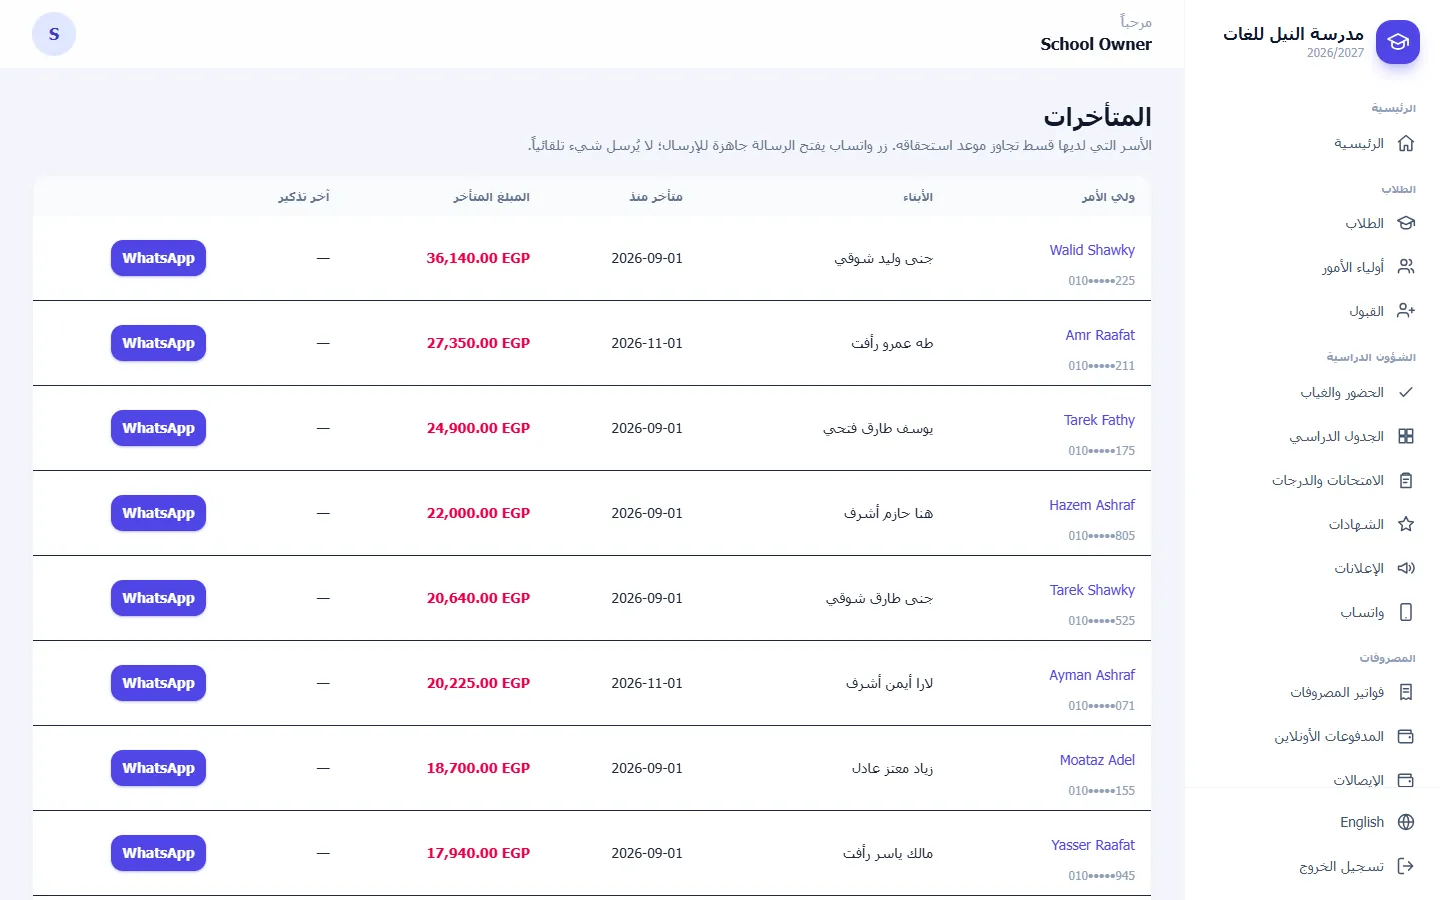 مدرسة النيل للغات
2026/2027
الرئيسية
الرئيسية
الطلاب
الطلاب
أولياء الأمور
القبول
الشؤون الدراسية
الحضور والغياب
الجدول الدراسي
الامتحانات والدرجات
الشهادات
الإعلانات
واتساب
المصروفات
فواتير المصروفات
المدفوعات الأونلاين
الإيصالات
English
تسجيل الخروج
مرحباً
School Owner
S
المتأخرات
الأسر التي لديها قسط تجاوز موعد استحقاقه. زر واتساب يفتح الرسالة جاهزة للإرسال؛ لا يُرسل شيء تلقائياً.
ولي الأمر الأبناء متأخر منذ المبلغ المتأخر آخر تذكير
Walid Shawky
010•••••225
جنى وليد شوقي 2026-09-01 36,140.00 EGP — WhatsApp
Amr Raafat
010•••••211
طه عمرو رأفت 2026-11-01 27,350.00 EGP — WhatsApp
Tarek Fathy
010•••••175
يوسف طارق فتحي 2026-09-01 24,900.00 EGP — WhatsApp
Hazem Ashraf
010•••••805
هنا حازم أشرف 2026-09-01 22,000.00 EGP — WhatsApp
Tarek Shawky
010•••••525
جنى طارق شوقي 2026-09-01 20,640.00 EGP — WhatsApp
Ayman Ashraf
010•••••071
لارا أيمن أشرف 2026-11-01 20,225.00 EGP — WhatsApp
Moataz Adel
010•••••155
زياد معتز عادل 2026-09-01 18,700.00 EGP — WhatsApp
Yasser Raafat
010•••••945
مالك ياسر رأفت 2026-09-01 17,940.00 EGP — WhatsApp